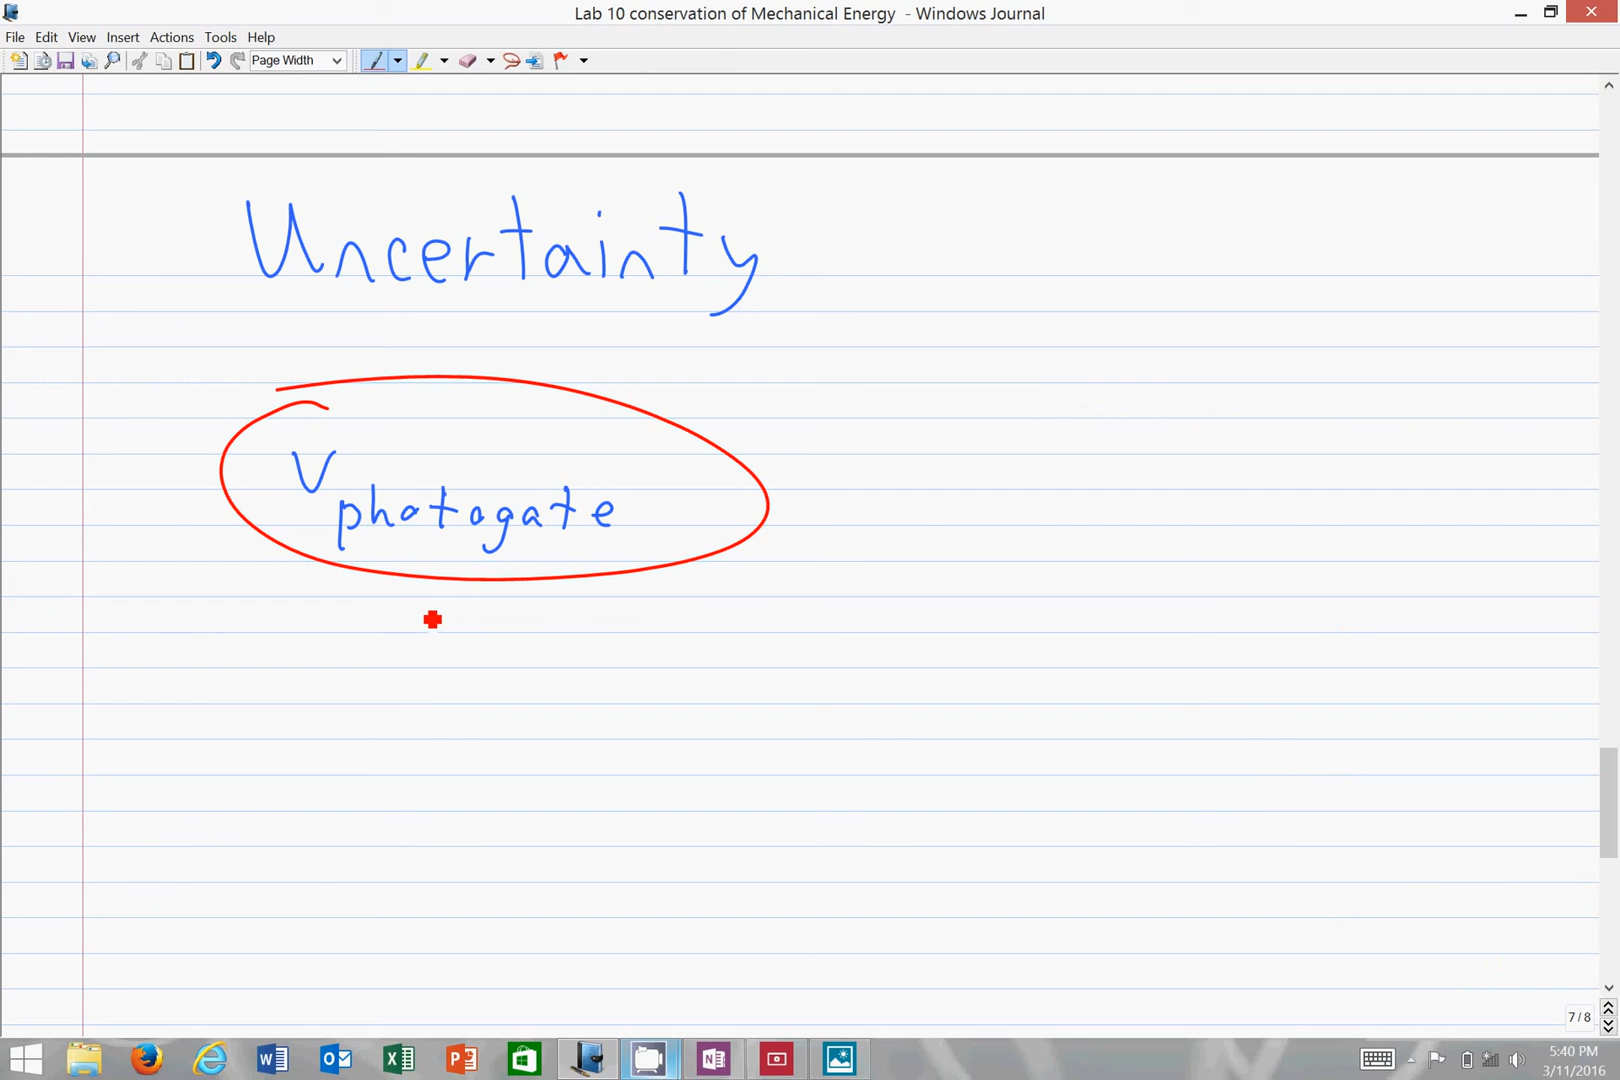 Lab 10 conservation of Mechanical Energy - Windows Journal
File Edit View Insert Actions Tools Help
Page Width
Uncertainty
V photogate
7 / 8
5:40 PM
3/11/2016